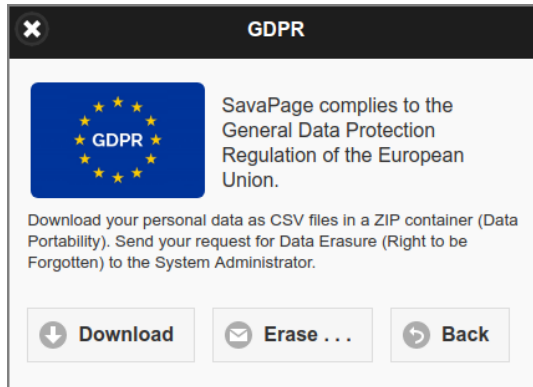 GDPR
GDPR
SavaPage complies to the
General Data Protection
Regulation of the European
Union.
Download your personal data as CSV files in a ZIP container (Data
Portability). Send your request for Data Erasure (Right to be
Forgotten) to the System Administrator.
Download
Erase . . .
Back